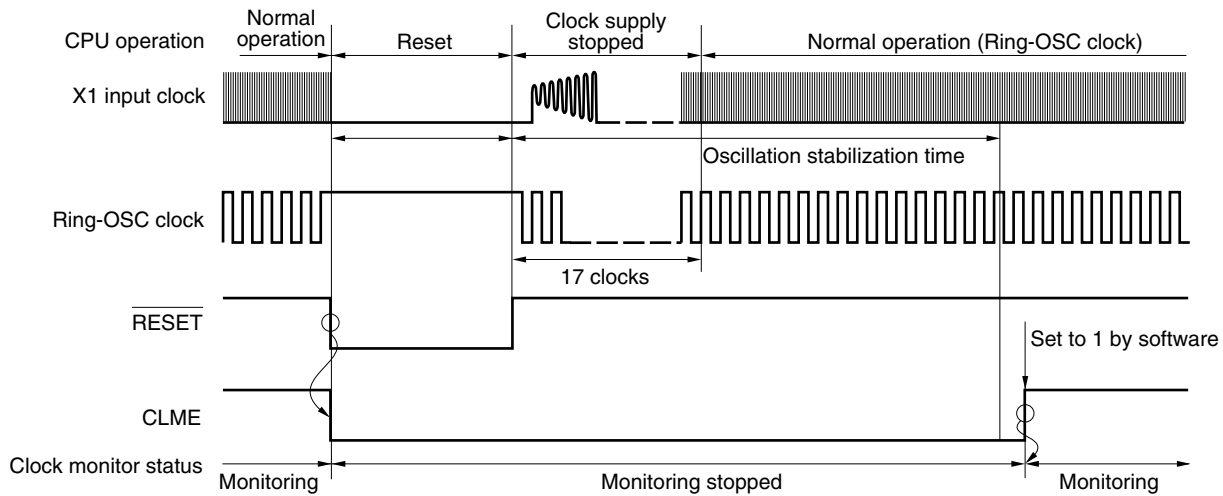 CPU operation
Normal
operation
Reset
Clock supply
stopped
Normal operation (Ring-OSC clock)
X1 input clock
Oscillation stabilization time
Ring-OSC clock
17 clocks
RESET
Set to 1 by software
CLME
Clock monitor status
Monitoring
Monitoring stopped
Monitoring